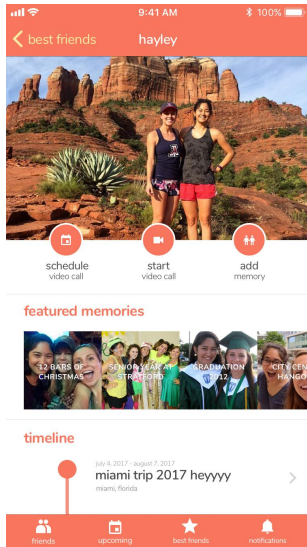 9:41 AM
100%
best friends
hayley
schedule
video call
start
video call
add
memory
featured memories
12 BARS OF
CHRISTMAS
SENIOR YEAR AT
STRATFORD
GRADUATION
2012
CITY CEN
HANGO
timeline
july 4, 2017 - august 7, 2017
miami trip 2017 heyyyy
miami, florida
friends
upcoming
best friends
notifications